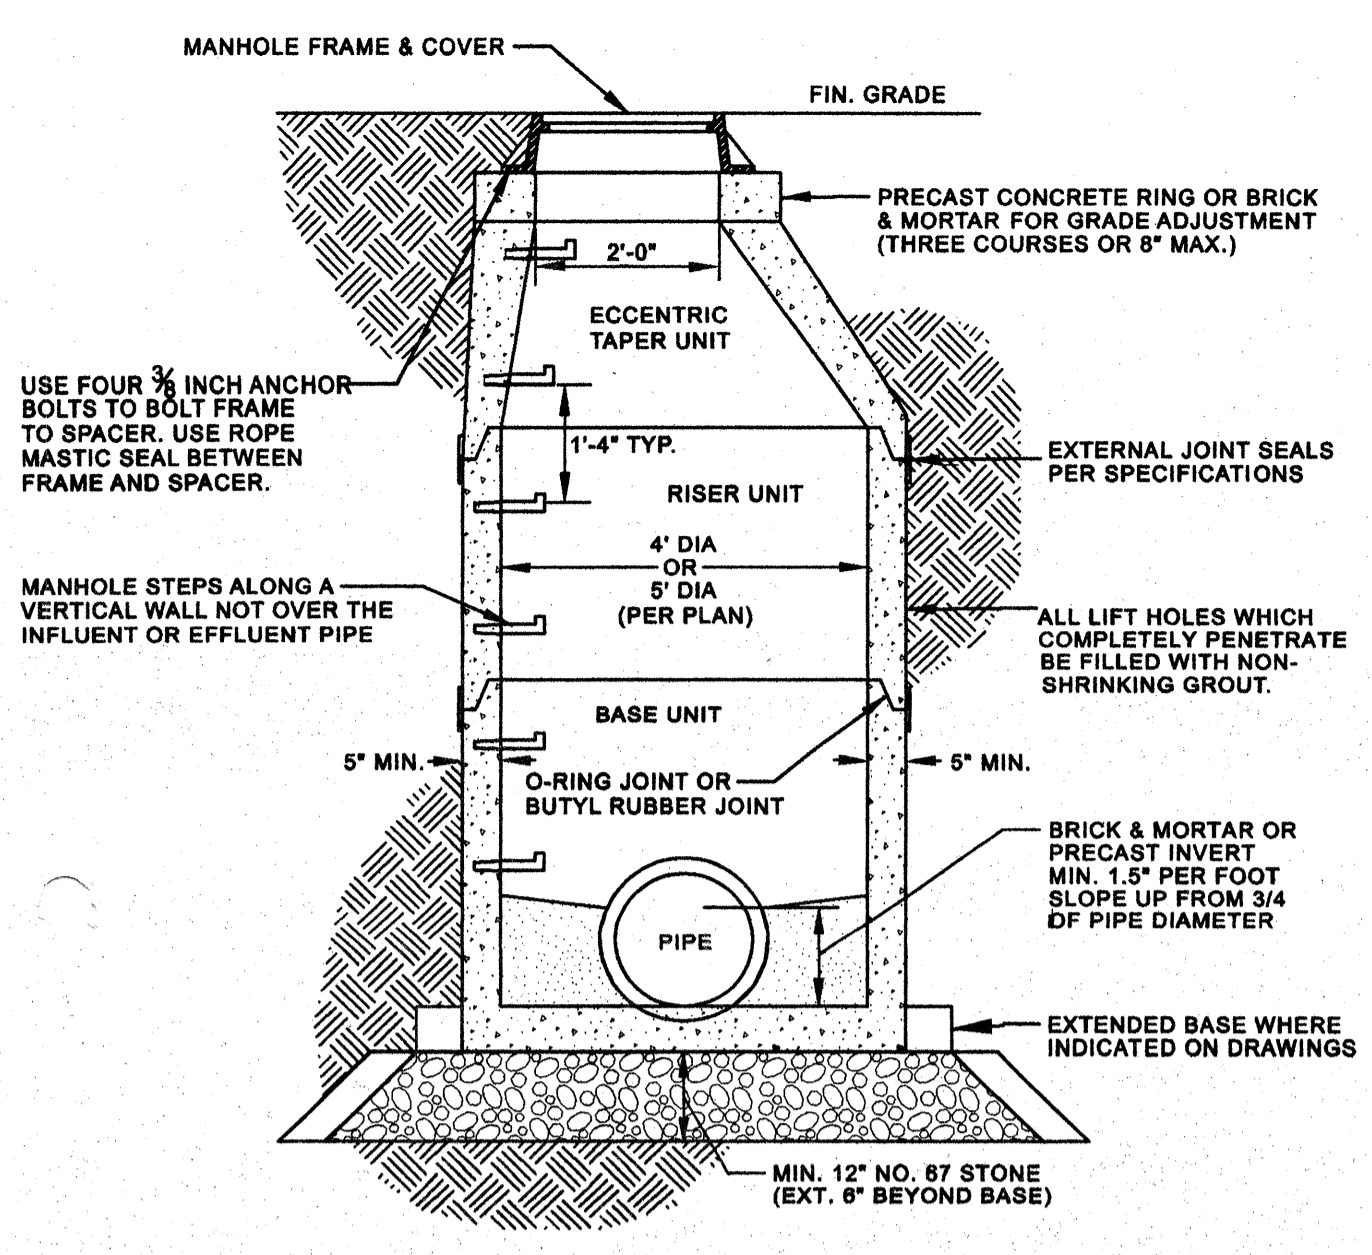 MANHOLE FRAME & COVER
FIN. GRADE
PRECAST CONCRETE RING OR BRICK
& MORTAR FOR GRADE ADJUSTMENT
(THREE COURSES OR 8" MAX.)
2'-0"
ECCENTRIC
TAPER UNIT
USE FOUR 3/8 INCH ANCHOR
BOLTS TO BOLT FRAME
TO SPACER. USE ROPE
MASTIC SEAL BETWEEN
FRAME AND SPACER.
1'-4" TYP.
EXTERNAL JOINT SEALS
PER SPECIFICATIONS
RISER UNIT
4' DIA
OR
5' DIA
(PER PLAN)
MANHOLE STEPS ALONG A
VERTICAL WALL NOT OVER THE
INFLUENT OR EFFLUENT PIPE
ALL LIFT HOLES WHICH
COMPLETELY PENETRATE
BE FILLED WITH NON-
SHRINKING GROUT.
BASE UNIT
5" MIN.
5" MIN.
O-RING JOINT OR
BUTYL RUBBER JOINT
BRICK & MORTAR OR
PRECAST INVERT
MIN. 1.5" PER FOOT
SLOPE UP FROM 3/4
OF PIPE DIAMETER
PIPE
EXTENDED BASE WHERE
INDICATED ON DRAWINGS
MIN. 12" NO. 67 STONE
(EXT. 6" BEYOND BASE)